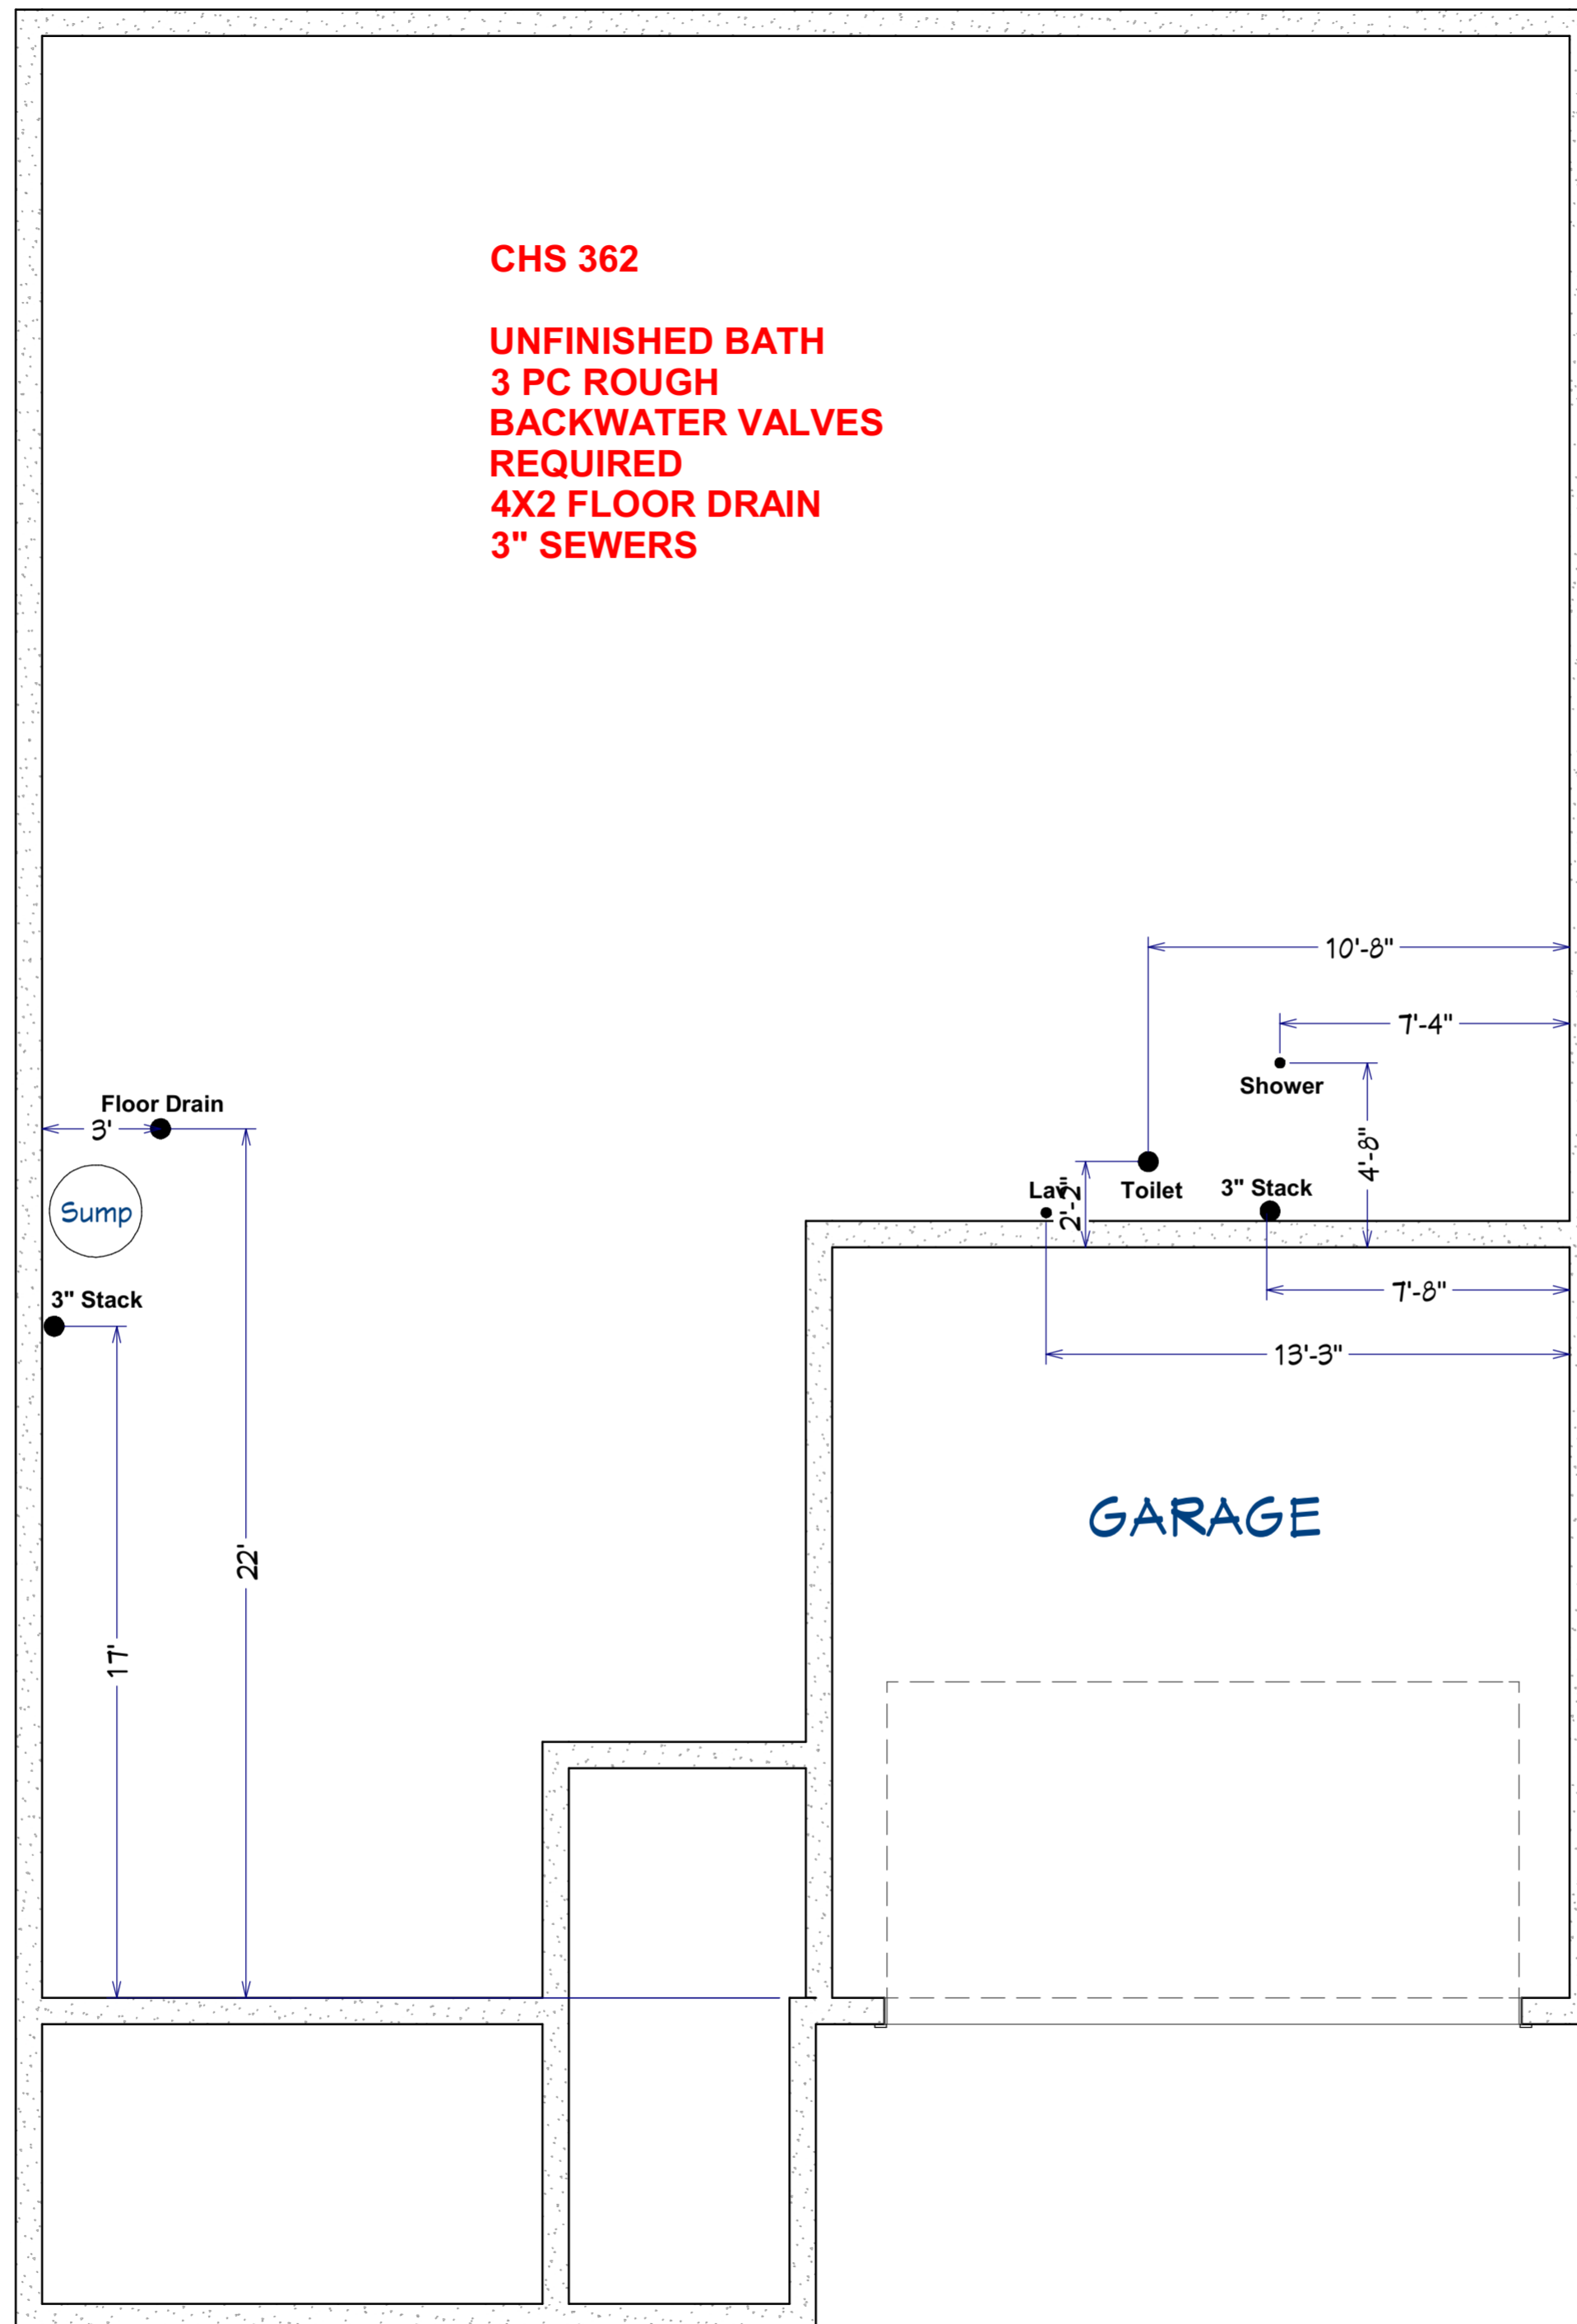 CHS 362
UNFINISHED BATH
3 PC ROUGH
BACKWATER VALVES
REQUIRED
4X2 FLOOR DRAIN
3" SEWERS
10'-8"
7'-4"
Shower
Floor Drain
3'
4'-8"
Lav
2'-2"
Toilet
3" Stack
Sump
7'-8"
3" Stack
13'-3"
GARAGE
22'
17'